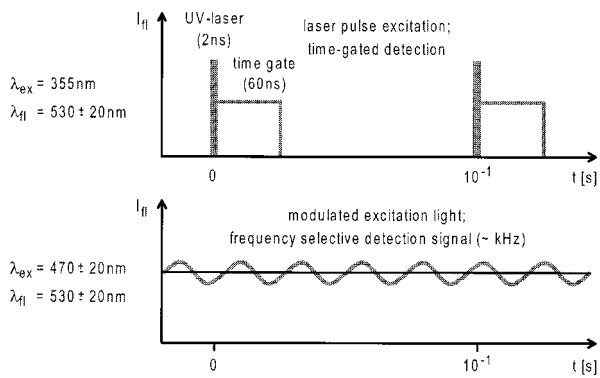 I_fl
UV-laser
(2ns)
laser pulse excitation;
time-gated detection
time gate
(60ns)
λ_ex = 355nm
λ_fl = 530 ± 20nm
0
10⁻¹
t [s]
I_fl
modulated excitation light;
frequency selective detection signal (~ kHz)
λ_ex = 470 ± 20nm
λ_fl = 530 ± 20nm
0
10⁻¹
t [s]